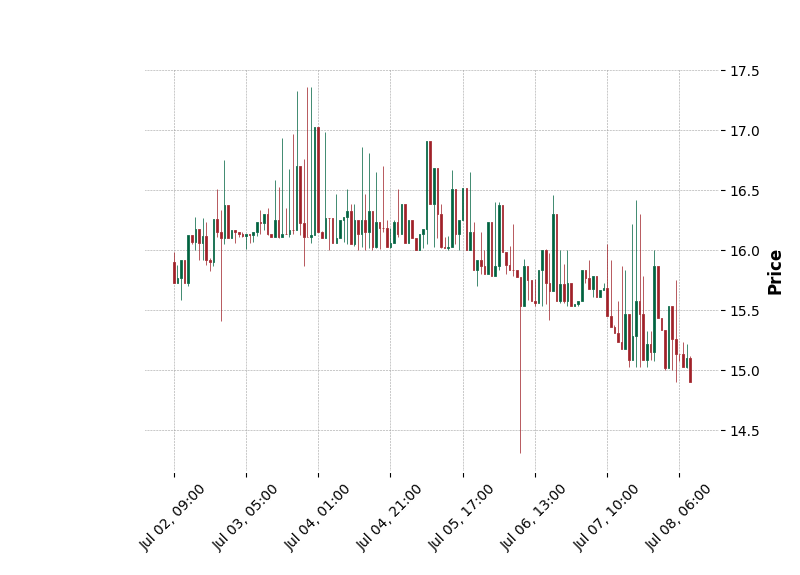 17.5
17.0
16.5
16.0
15.5
15.0
14.5
Price
Jul 02, 09:00
Jul 03, 05:00
Jul 04, 01:00
Jul 04, 21:00
Jul 05, 17:00
Jul 06, 13:00
Jul 07, 10:00
Jul 08, 06:00